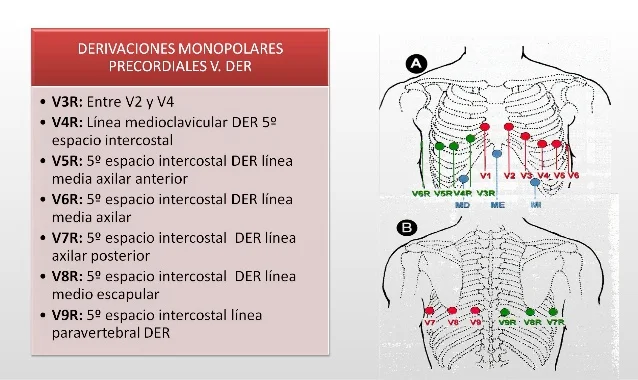 DERIVACIONES MONOPOLARES
PRECORDIALES V. DER
• V3R: Entre V2 y V4
• V4R: Línea medioclavicular DER 5º
espacio intercostal
• V5R: 5º espacio intercostal DER línea
media axilar anterior
• V6R: 5º espacio intercostal DER línea
media axilar
• V7R: 5º espacio intercostal  DER línea
axilar posterior
• V8R: 5º espacio intercostal  DER línea
medio escapular
• V9R: 5º espacio intercostal línea
paravertebral DER
A
V1 V2 V3 V4 V5 V6
V6R V5R V4R V3R
MD ME MI
B
V7 V8 V9 V9R V8R V7R